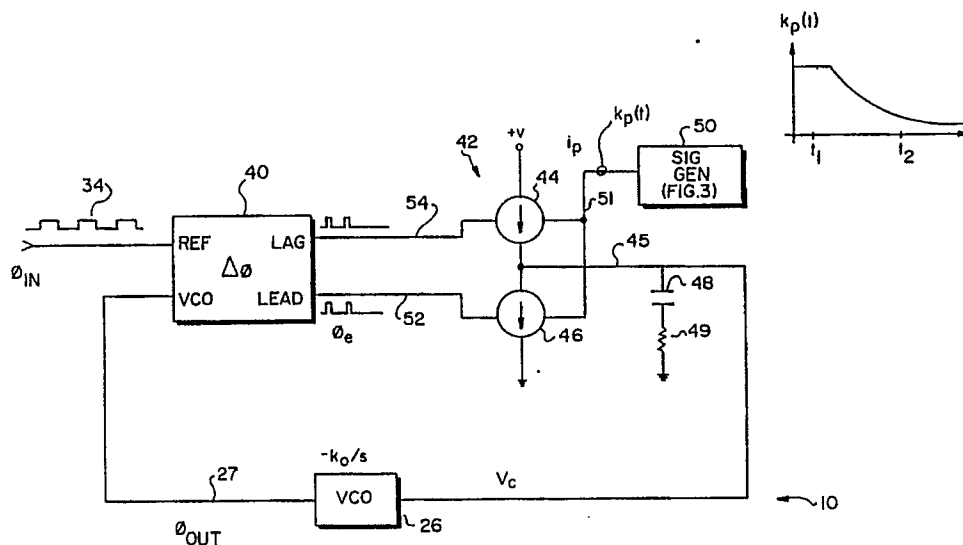 kp(t)
t1
t2
34
ØIN
40
REF
LAG
Δø
VCO
LEAD
54
52
Øe
42
+v
44
46
ip
kp(t)
51
50
SIG
GEN
(FIG.3)
45
48
49
-ko/s
VCO
26
27
ØOUT
Vc
10